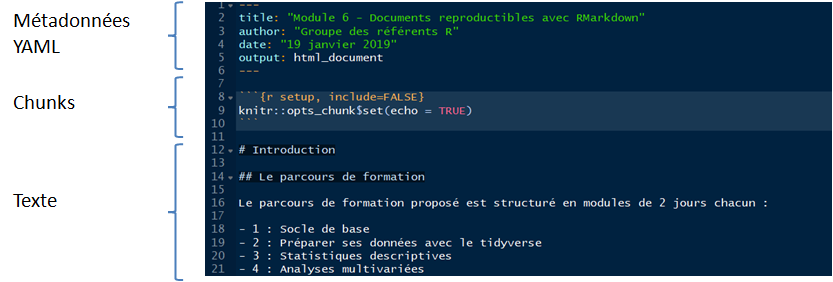 Métadonnées
YAML
Chunks
Texte
1 ---
2 title: "Module 6 - Documents reproductibles avec RMarkdown"
3 author: "Groupe des référents R"
4 date: "19 janvier 2019"
5 output: html_document
6 ---
7
8 ```{r setup, include=FALSE}
9 knitr::opts_chunk$set(echo = TRUE)
10 ```
11
12 # Introduction
13
14 ## Le parcours de formation
15
16 Le parcours de formation proposé est structuré en modules de 2 jours chacun :
17
18 - 1 : Socle de base
19 - 2 : Préparer ses données avec le tidyverse
20 - 3 : Statistiques descriptives
21 - 4 : Analyses multivariées